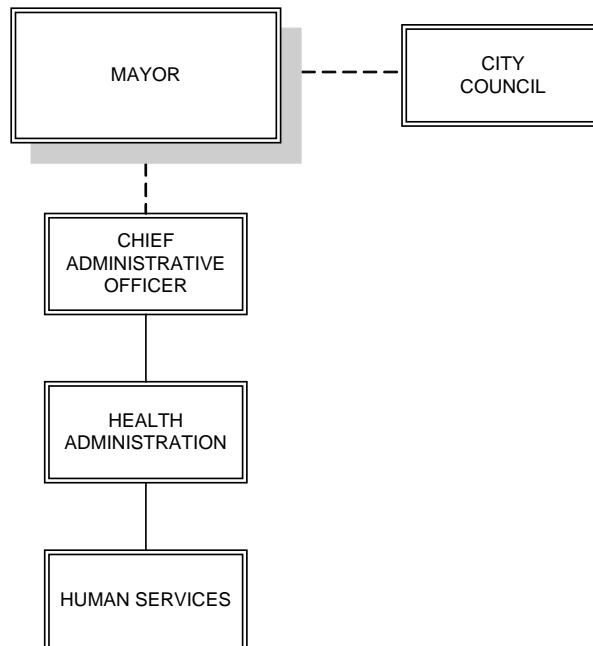 MAYOR
CITY
COUNCIL
CHIEF
ADMINISTRATIVE
OFFICER
HEALTH
ADMINISTRATION
HUMAN SERVICES